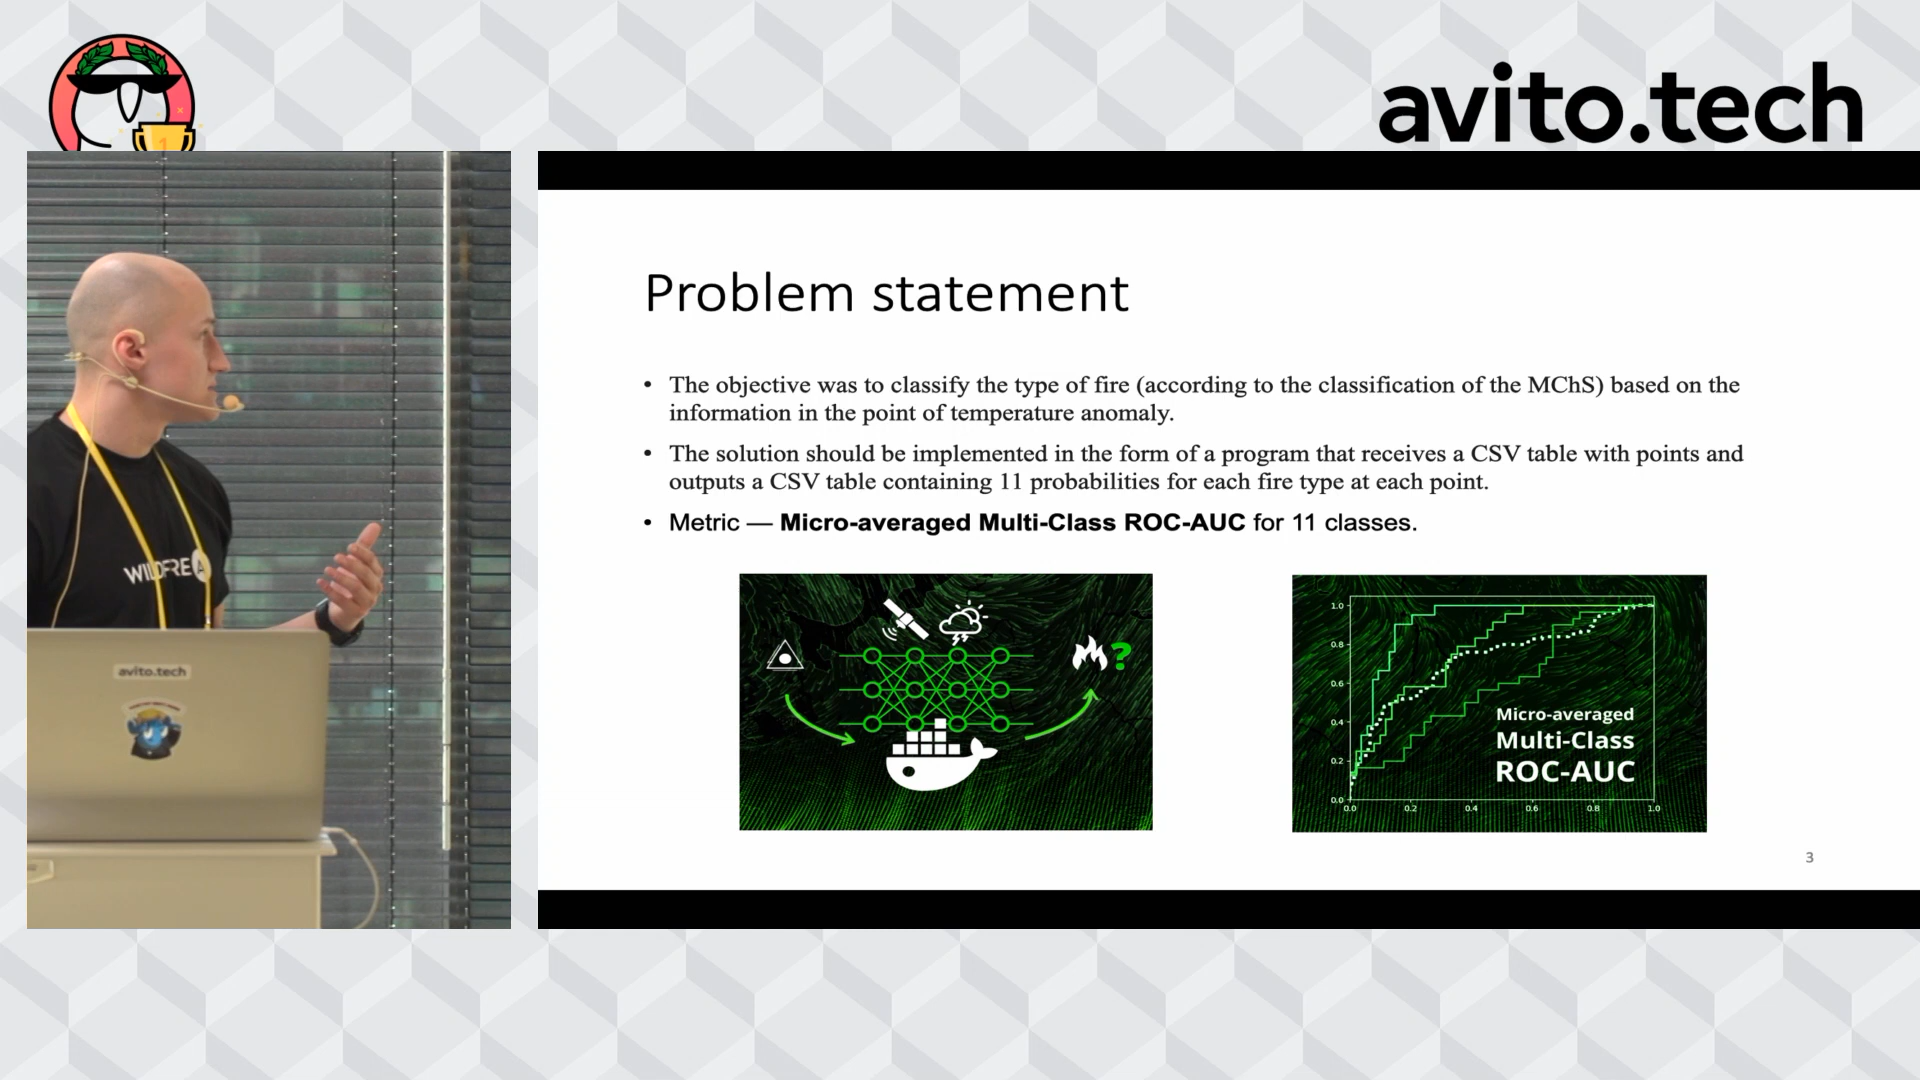 avito.tech
Problem statement
• The objective was to classify the type of fire (according to the classification of the MChS) based on the
information in the point of temperature anomaly.
• The solution should be implemented in the form of a program that receives a CSV table with points and
outputs a CSV table containing 11 probabilities for each fire type at each point.
• Metric — Micro-averaged Multi-Class ROC-AUC for 11 classes.
?
1.0
0.8
0.6
0.4
0.2
0.0
0.0 0.2 0.4 0.6 0.8 1.0
Micro-averaged
Multi-Class
ROC-AUC
3
1
avito.tech